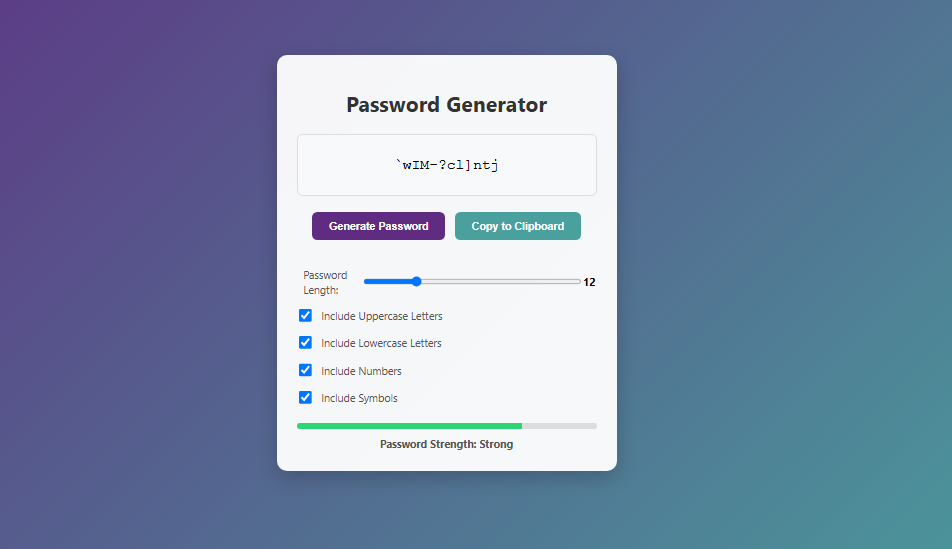 Password Generator
`wIM-?cl]ntj
Generate Password Copy to Clipboard
Password
Length:
12
Include Uppercase Letters
Include Lowercase Letters
Include Numbers
Include Symbols
Password Strength: Strong